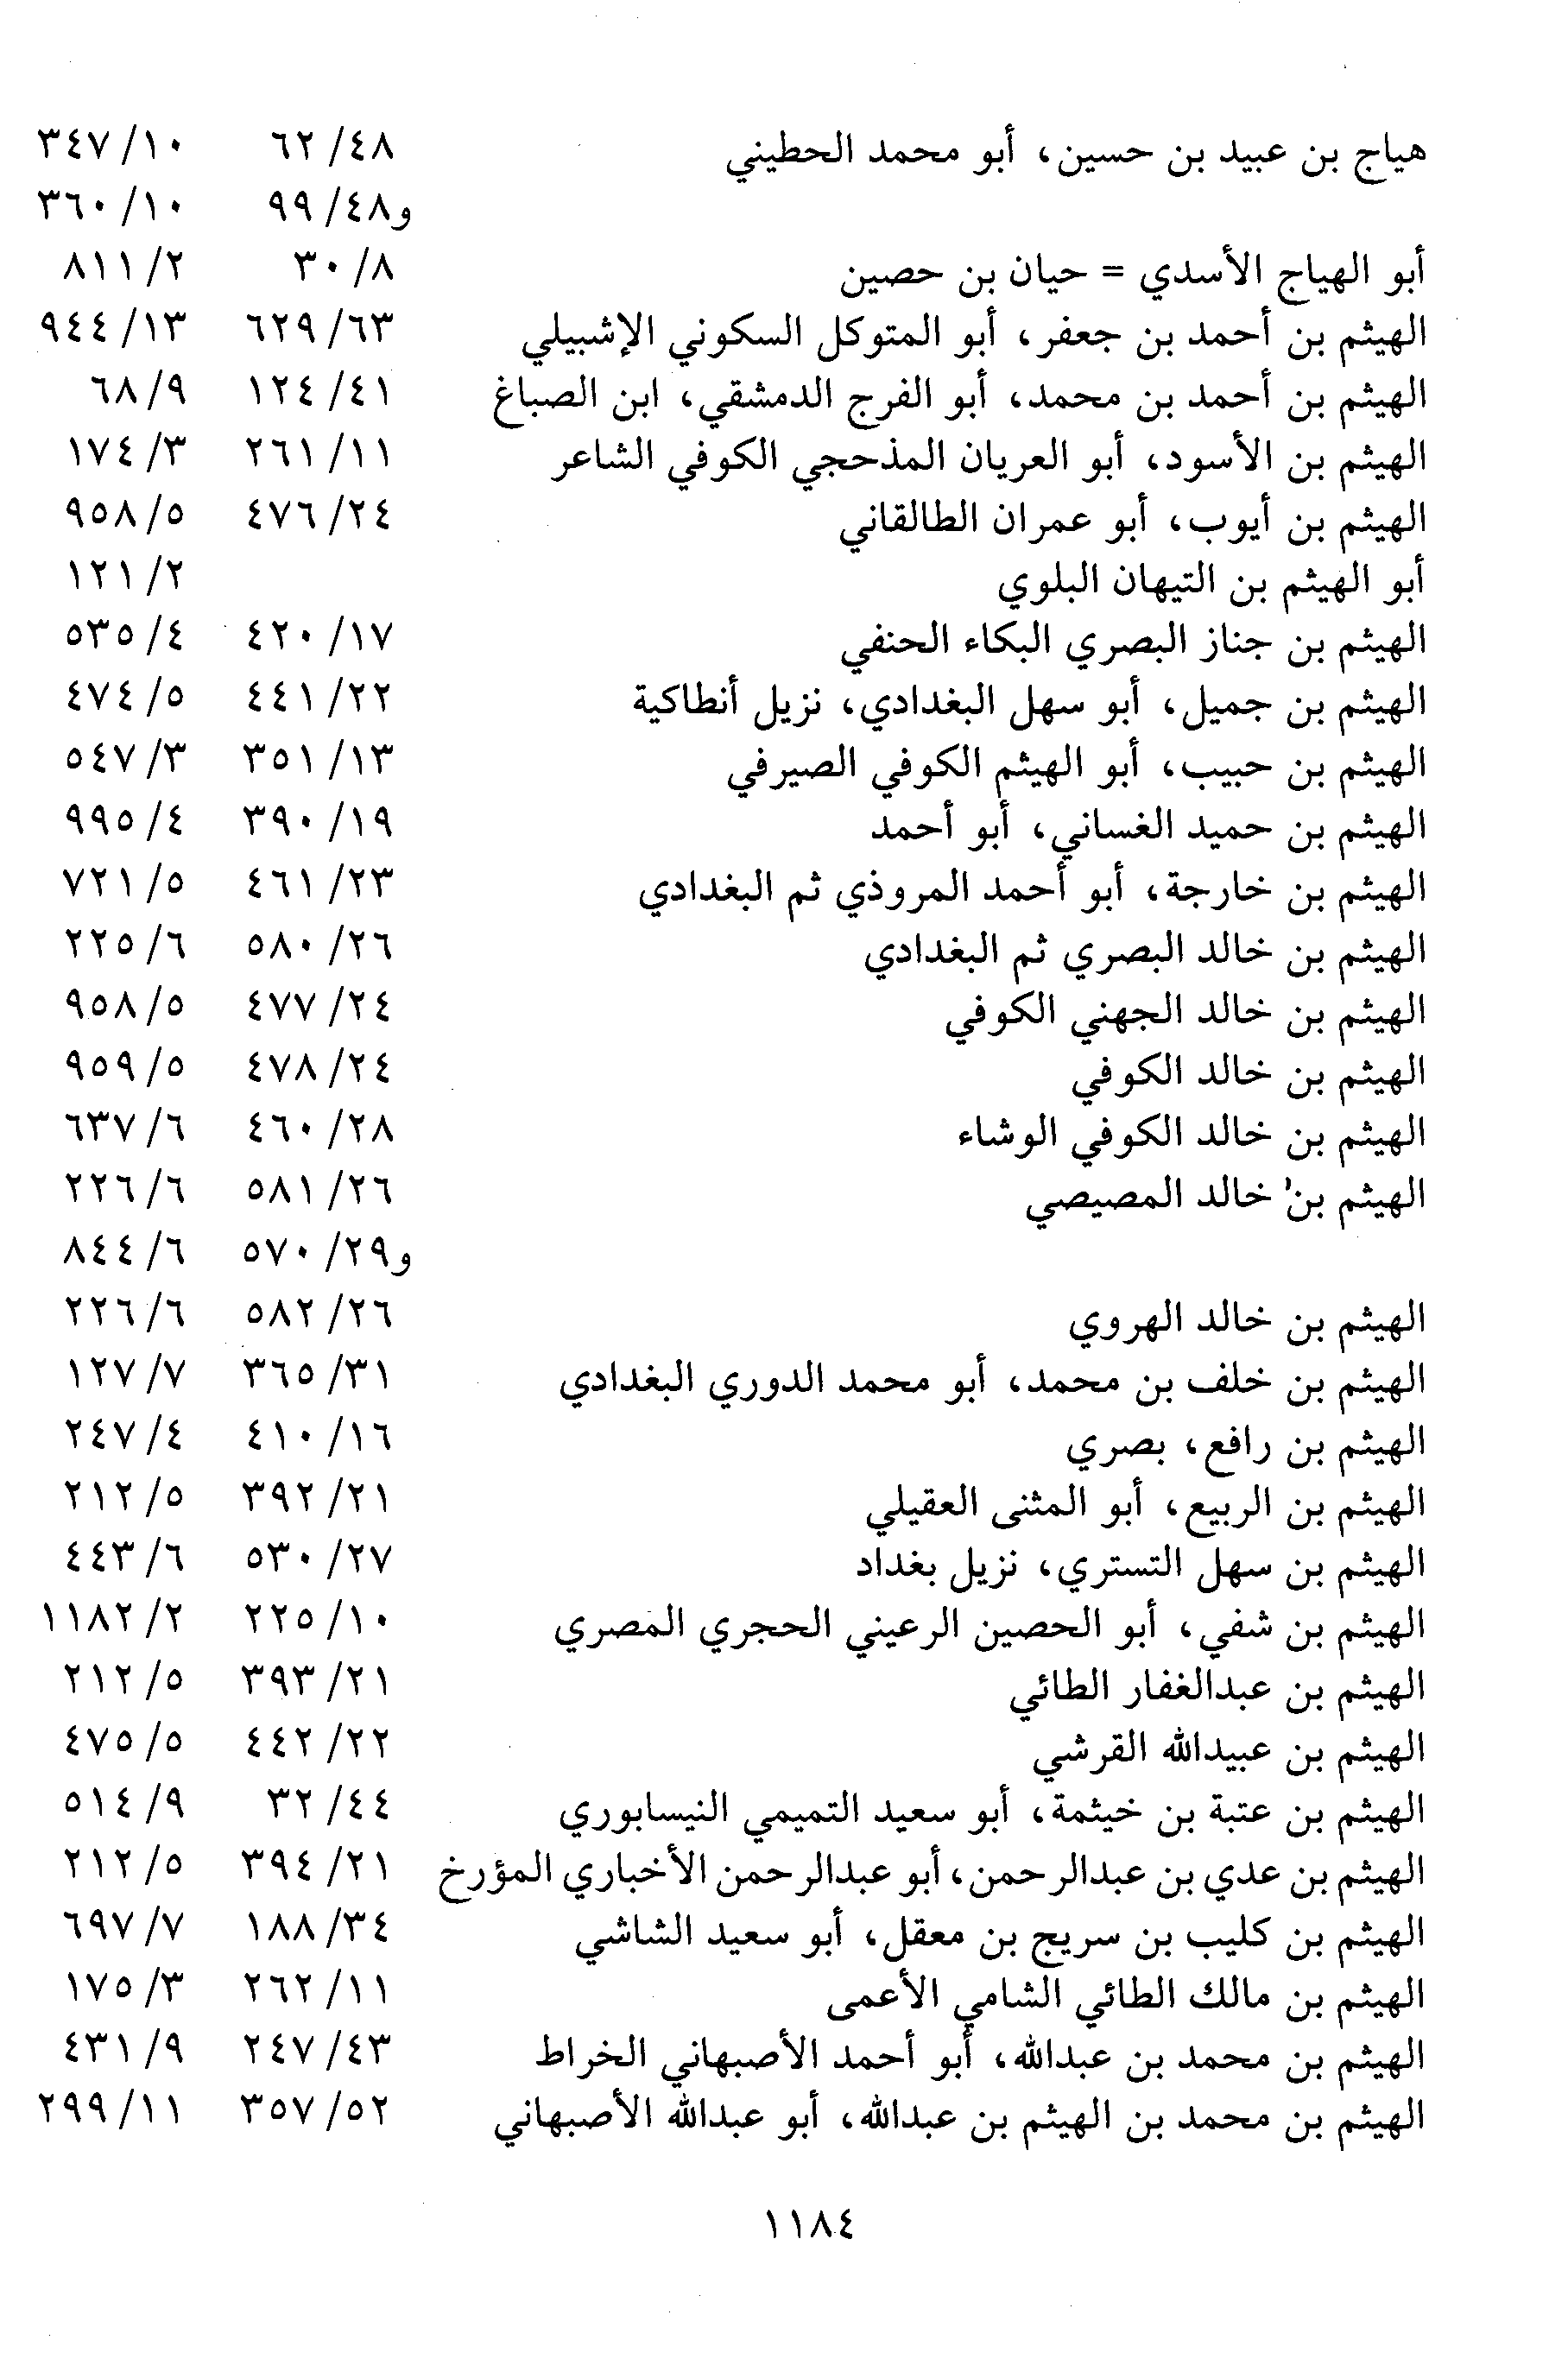 هياج بن عبيد بن حسين، أبو محمد الحطيني ٤٨/ ٦٢ ١٠/ ٣٤٧
و٤٨/ ٩٩ ١٠/ ٣٦٠
أبو الهياج الأسدي = حيان بن حصين ٨/ ٣٠ ٢/ ٨١١
الهيثم بن أحمد بن جعفر، أبو المتوكل السكوني الإشبيلي ٦٣/ ٦٢٩ ١٣/ ٩٤٤
الهيثم بن أحمد بن محمد، أبو الفرج الدمشقي، ابن الصباغ ٤١/ ١٢٤ ٩/ ٦٨
الهيثم بن الأسود، أبو العريان المذحجي الكوفي الشاعر ١١/ ٢٦١ ٣/ ١٧٤
الهيثم بن أيوب، أبو عمران الطالقاني ٢٤/ ٤٧٦ ٥/ ٩٥٨
أبو الهيثم بن التيهان البلوي ٢/ ١٢١
الهيثم بن جناز البصري البكاء الحنفي ١٧/ ٤٢٠ ٤/ ٥٣٥
الهيثم بن جميل، أبو سهل البغدادي، نزيل أنطاكية ٢٢/ ٤٤١ ٥/ ٤٧٤
الهيثم بن حبيب، أبو الهيثم الكوفي الصيرفي ١٣/ ٣٥١ ٣/ ٥٤٧
الهيثم بن حميد الغساني، أبو أحمد ١٩/ ٣٩٠ ٤/ ٩٩٥
الهيثم بن خارجة، أبو أحمد المروذي ثم البغدادي ٢٣/ ٤٦١ ٥/ ٧٢١
الهيثم بن خالد البصري ثم البغدادي ٢٦/ ٥٨٠ ٦/ ٢٢٥
الهيثم بن خالد الجهني الكوفي ٢٤/ ٤٧٧ ٥/ ٩٥٨
الهيثم بن خالد الكوفي ٢٤/ ٤٧٨ ٥/ ٩�٩
الهيثم بن خالد الكوفي الوشاء ٢٨/ ٤٦٠ ٦/ ٦٣٧
الهيثم بن خالد المصيصي ٢٦/ ٥٨١ ٦/ ٢٢٦
و٢٩/ ٥٧٠ ٦/ ٨٤٤
الهيثم بن خالد الهروي ٢٦/ ٥٨٢ ٦/ ٢٢٦
الهيثم بن خلف بن محمد، أبو محمد الدوري البغدادي ٣١/ ٣٦٥ ٧/ ١٢٧
الهيثم بن رافع، بصري ١٦/ ٤١٠ ٤/ ٢٤٧
الهيثم بن الربيع، أبو المثنى العقيلي ٢١/ ٣٩٢ ٥/ ٢١٢
الهيثم بن سهل التستري، نزيل بغداد ٢٧/ ٥٣٠ ٦/ ٤٤٣
الهيثم بن شفي، أبو الحصين الرعيني الحجري المصري ١٠/ ٢٢٥ ٢/ ١١٨٢
الهيثم بن عبدالغفار الطائي ٢١/ ٣٩٣ ٥/ ٢١٢
الهيثم بن عبيدالله القرشي ٢٢/ ٤٤٢ ٥/ ٤٧٥
الهيثم بن عتبة بن خيثمة، أبو سعيد التميمي النيسابوري ٤٤/ ٣٢ ٩/ ٥١٤
الهيثم بن عدي بن عبدالرحمن، أبو عبدالرحمن الأخباري المؤرخ ٢١/ ٣٩٤ ٥/ ٢١٢
الهيثم بن كليب بن سريج بن معقل، أبو سعيد الشاشي ٣٤/ ١٨٨ ٧/ ٦٩٧
الهيثم بن مالك الطائي الشامي الأعمى ١١/ ٢٦٢ ٣/ ١٧٥
الهيثم بن محمد بن عبدالله، أبو أحمد الأصبهاني الخراط ٤٣/ ٢٤٧ ٩/ ٤٣١
الهيثم بن محمد بن الهيثم بن عبدالله، أبو عبدالله الأصبهاني ٥٢/ ٣٥٧ ١١/ ٢٩٩
١١٨٤